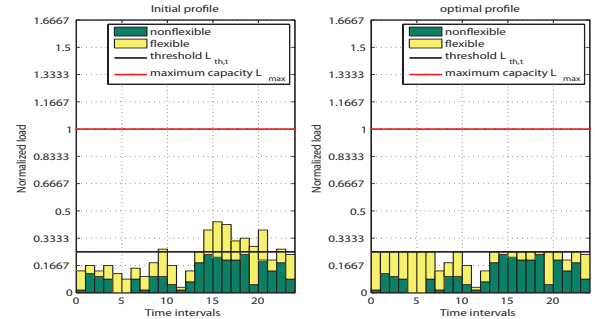 Initial profile
1.6667
1.5
1.3333
1.1667
1
0.8333
0.6667
0.5
0.3333
0.1667
0
Normalized load
nonflexible
flexible
threshold L th,t
maximum capacity L max
0 5 10 15 20
Time intervals
optimal profile
1.6667
1.5
1.3333
1.1667
1
0.8333
0.6667
0.5
0.3333
0.1667
0
Normalized load
nonflexible
flexible
threshold L th,t
maximum capacity L max
0 5 10 15 20
Time intervals